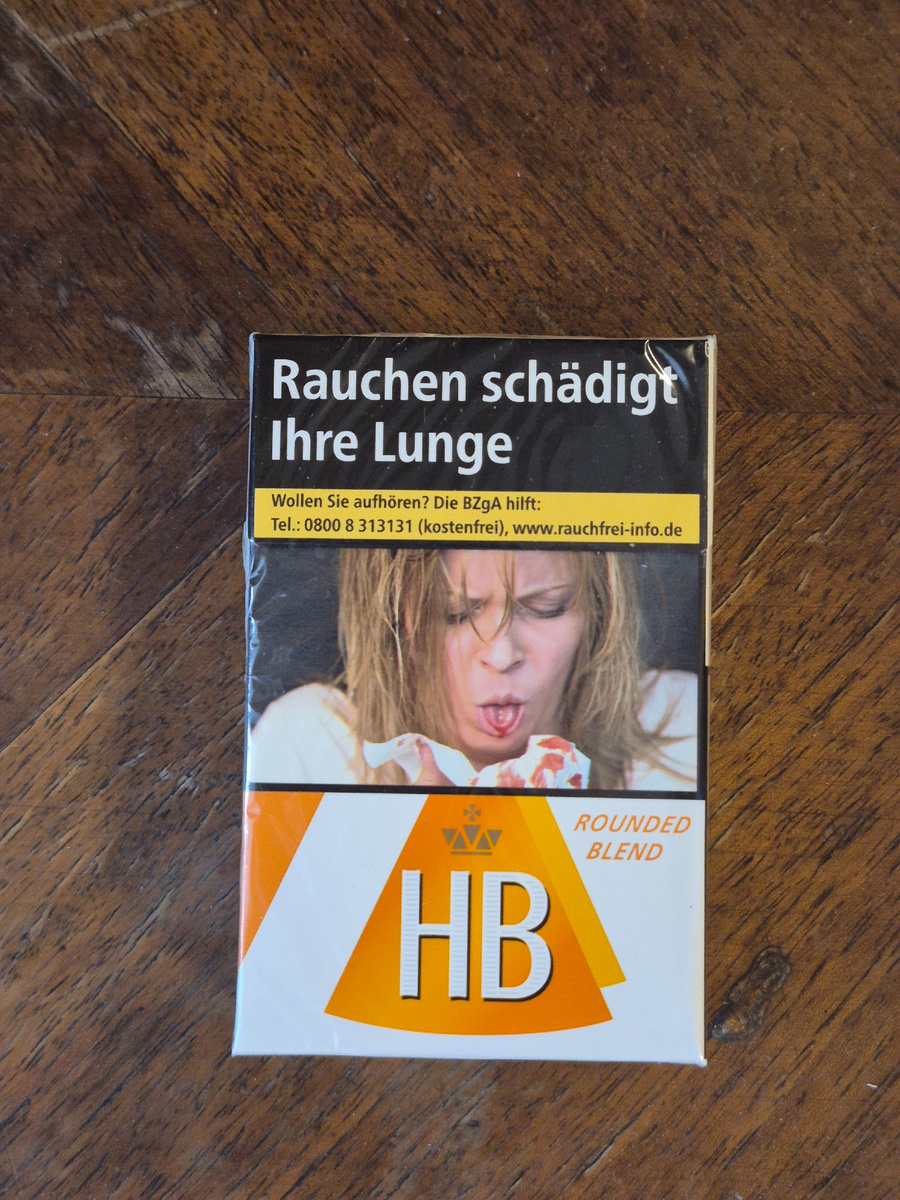 Rauchen schädigt
Ihre Lunge
Wollen Sie aufhören? Die BZgA hilft:
Tel.: 0800 8 313131 (kostenfrei), www.rauchfrei-info.de
ROUNDED
BLEND
HB